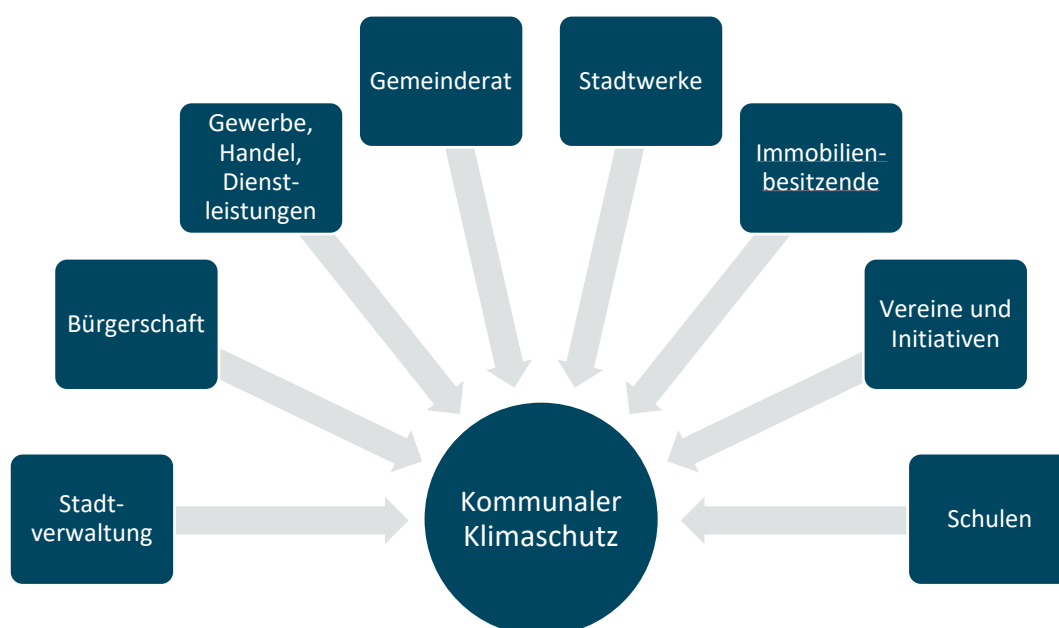 Gemeinderat
Stadtwerke
Gewerbe,
Handel,
Dienst-
leistungen
Immobilien-
besitzende
Bürgerschaft
Vereine und
Initiativen
Stadt-
verwaltung
Kommunaler
Klimaschutz
Schulen